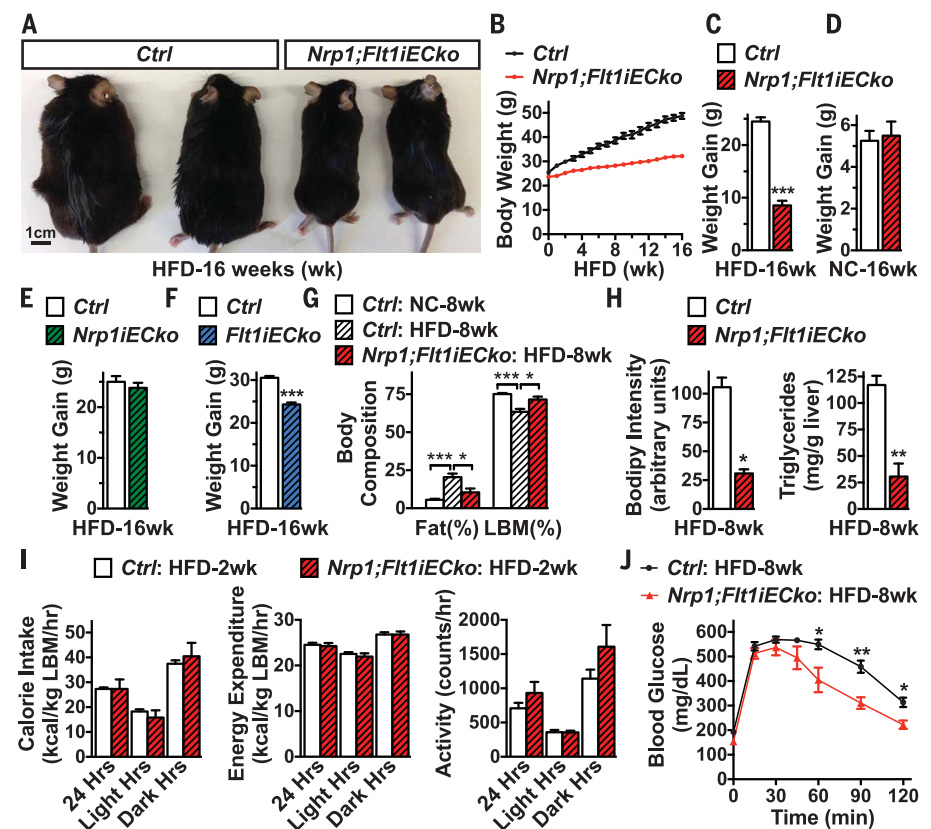 A
Ctrl
Nrp1;Flt1iECko
1cm
HFD-16 weeks (wk)
B
Ctrl
Nrp1;Flt1iECko
Body Weight (g)
50
40
30
20
10
0
0 4 8 12 16
HFD (wk)
C
D
Ctrl
Nrp1;Flt1iECko
Weight Gain (g)
20
10
0
***
HFD-16wk
Weight Gain (g)
6
4
2
0
NC-16wk
E
Ctrl
Nrp1iECko
Weight Gain (g)
20
10
0
HFD-16wk
F
Ctrl
Flt1iECko
Weight Gain (g)
30
20
10
0
***
HFD-16wk
G
Ctrl: NC-8wk
Ctrl: HFD-8wk
Nrp1;Flt1iECko: HFD-8wk
Body
Composition
75
50
25
0
*** *
*** *
Fat(%) LBM(%)
H
Ctrl
Nrp1;Flt1iECko
Bodipy Intensity
(arbitrary units)
100
50
0
*
HFD-8wk
Triglycerides
(mg/g liver)
125
100
75
50
25
0
**
HFD-8wk
I
Ctrl: HFD-2wk
Nrp1;Flt1iECko: HFD-2wk
Calorie Intake
(kcal/kg LBM/hr)
50
40
30
20
10
0
24 Hrs
Light Hrs
Dark Hrs
Energy Expenditure
(kcal/kg LBM/hr)
30
20
10
0
24 Hrs
Light Hrs
Dark Hrs
Activity (counts/hr)
2000
1500
1000
500
0
24 Hrs
Light Hrs
Dark Hrs
J
Ctrl: HFD-8wk
Nrp1;Flt1iECko: HFD-8wk
Blood Glucose
(mg/dL)
600
500
400
300
200
100
0
* ** *
0 30 60 90 120
Time (min)